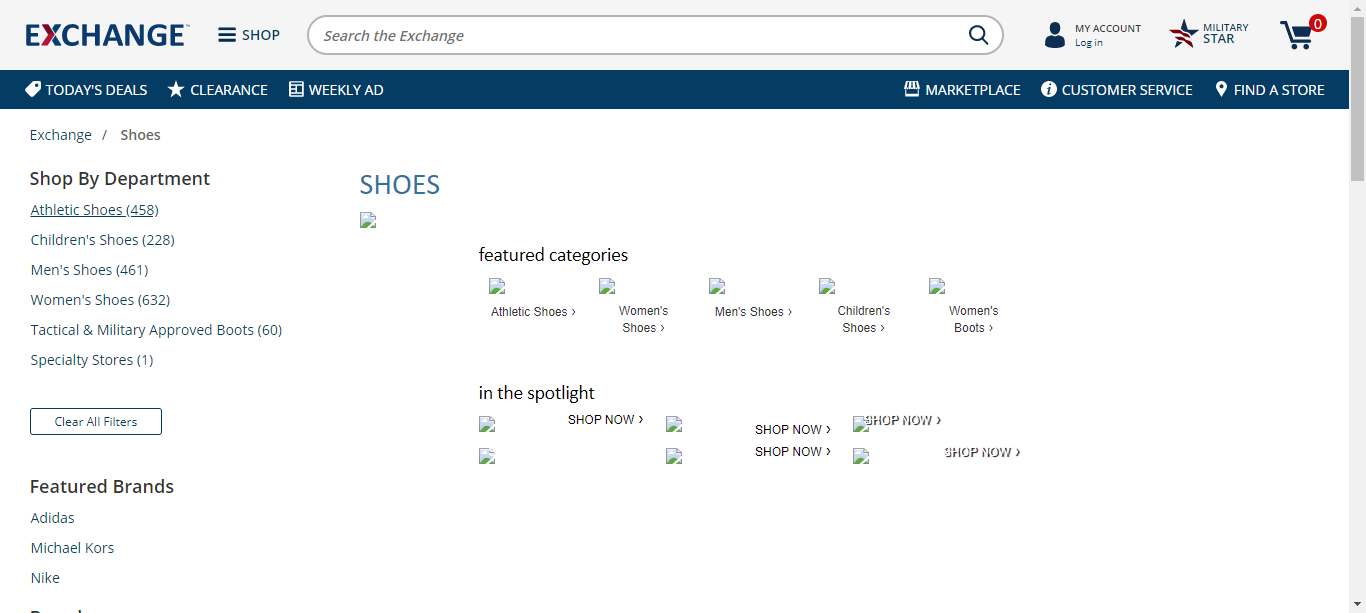 EXCHANGE™
SHOP
Search the Exchange
MY ACCOUNT
Log in
MILITARY
STAR
0
TODAY'S DEALS
CLEARANCE
WEEKLY AD
MARKETPLACE
CUSTOMER SERVICE
FIND A STORE
Exchange / Shoes
Shop By Department
Athletic Shoes (458)
Children's Shoes (228)
Men's Shoes (461)
Women's Shoes (632)
Tactical & Military Approved Boots (60)
Specialty Stores (1)
Clear All Filters
Featured Brands
Adidas
Michael Kors
Nike
SHOES
featured categories
Athletic Shoes ›
Women's
Shoes ›
Men's Shoes ›
Children's
Shoes ›
Women's
Boots ›
in the spotlight
SHOP NOW ›
SHOP NOW ›
SHOP NOW ›
SHOP NOW ›
SHOP NOW ›